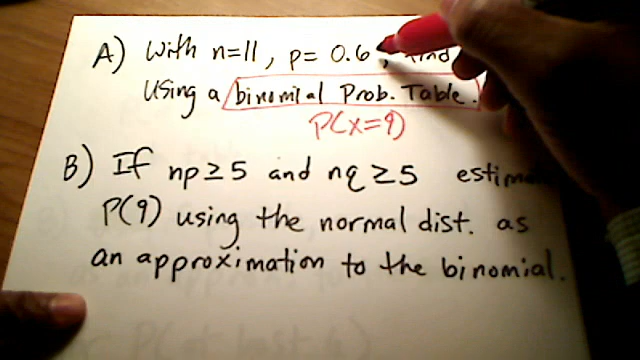 A) With n=11, p= 0.6,
Using a binomial Prob. Table.
P(x=9)
B) If np≥5 and nq≥5
P(9) using the normal dist. as
an approximation to the binomial.